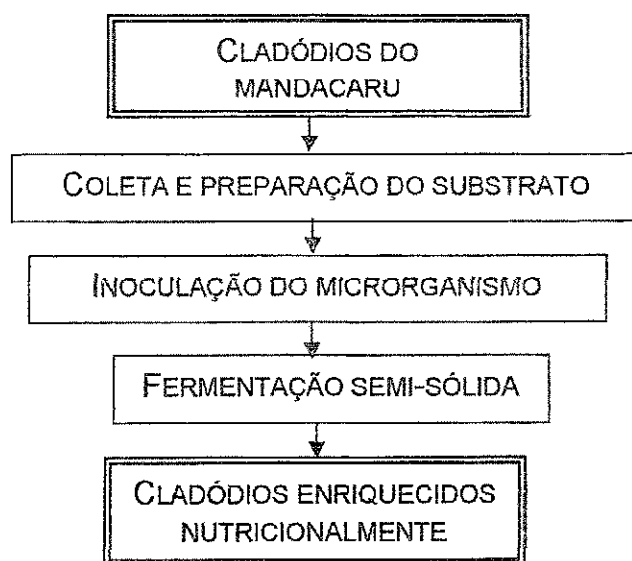 CLADÓDIOS DO
MANDACARU
COLETA E PREPARAÇÃO DO SUBSTRATO
INOCULAÇÃO DO MICRORGANISMO
FERMENTAÇÃO SEMI-SÓLIDA
CLADÓDIOS ENRIQUECIDOS
NUTRICIONALMENTE